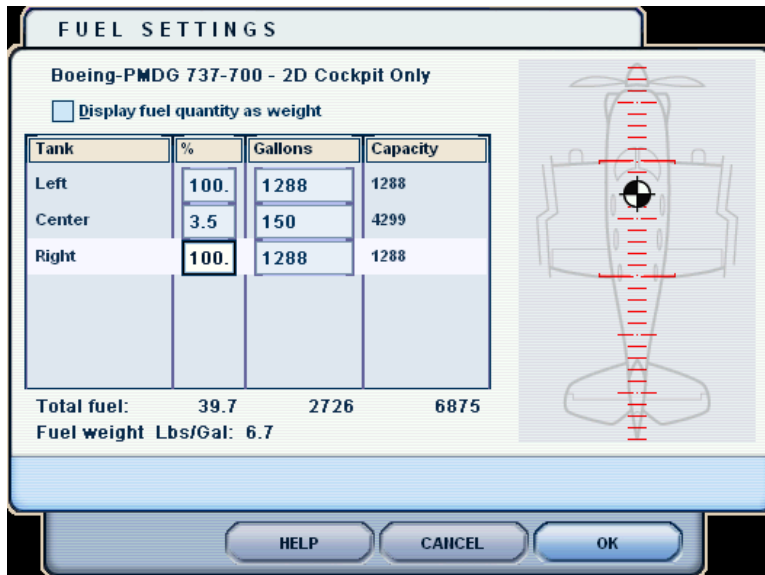 FUEL SETTINGS
Boeing-PMDG 737-700 - 2D Cockpit Only
Display fuel quantity as weight
Tank % Gallons Capacity
Left 100. 1288 1288
Center 3.5 150 4299
Right 100. 1288 1288
Total fuel: 39.7 2726 6875
Fuel weight Lbs/Gal: 6.7
HELP CANCEL OK